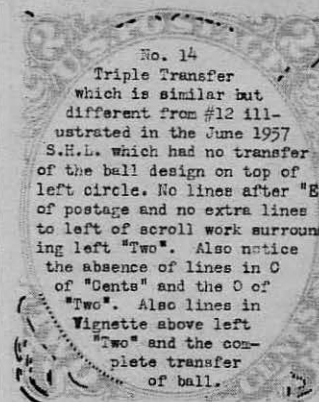 No. 14
Triple Transfer
which is similar but
different from #12 ill-
ustrated in the June 1957
S.H.L. which had no transfer
of the ball design on top of
left circle. No lines after "E
of postage and no extra lines
to left of scroll work surroun
ing left "Two". Also notice
the absence of lines in C
of "Cents" and the O of
"Two". Also lines in
Vignette above left
"Two" and the com-
plete transfer
of ball.